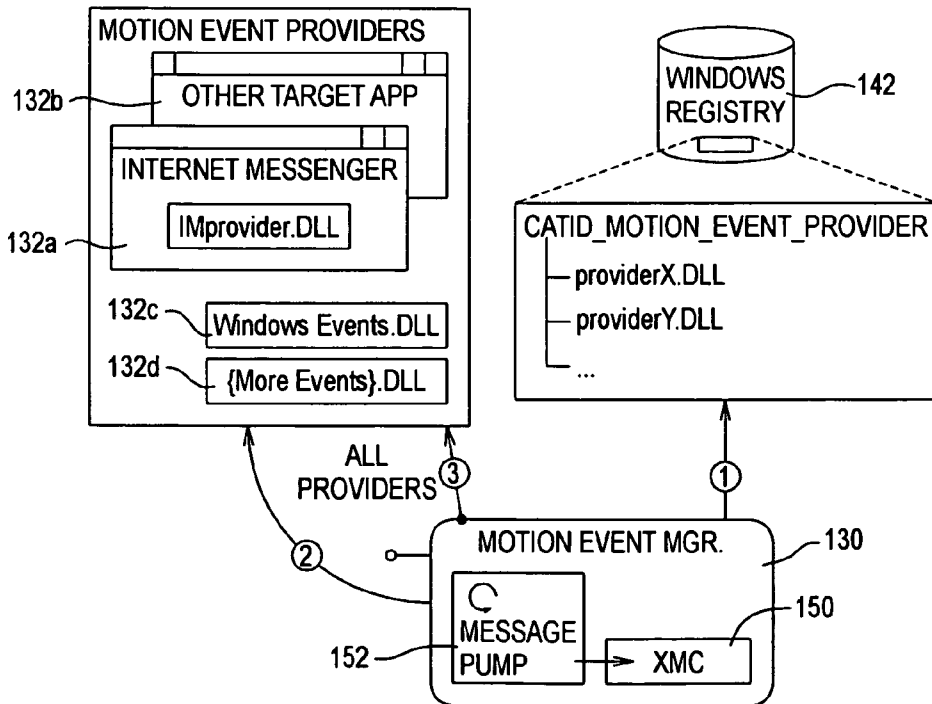 MOTION EVENT PROVIDERS
132b
OTHER TARGET APP
INTERNET MESSENGER
IMprovider.DLL
132a
132c
Windows Events.DLL
132d
{More Events}.DLL
WINDOWS
REGISTRY
142
CATID_MOTION_EVENT_PROVIDER
providerX.DLL
providerY.DLL
...
ALL
PROVIDERS
3
1
2
MOTION EVENT MGR.
130
MESSAGE
PUMP
152
XMC
150